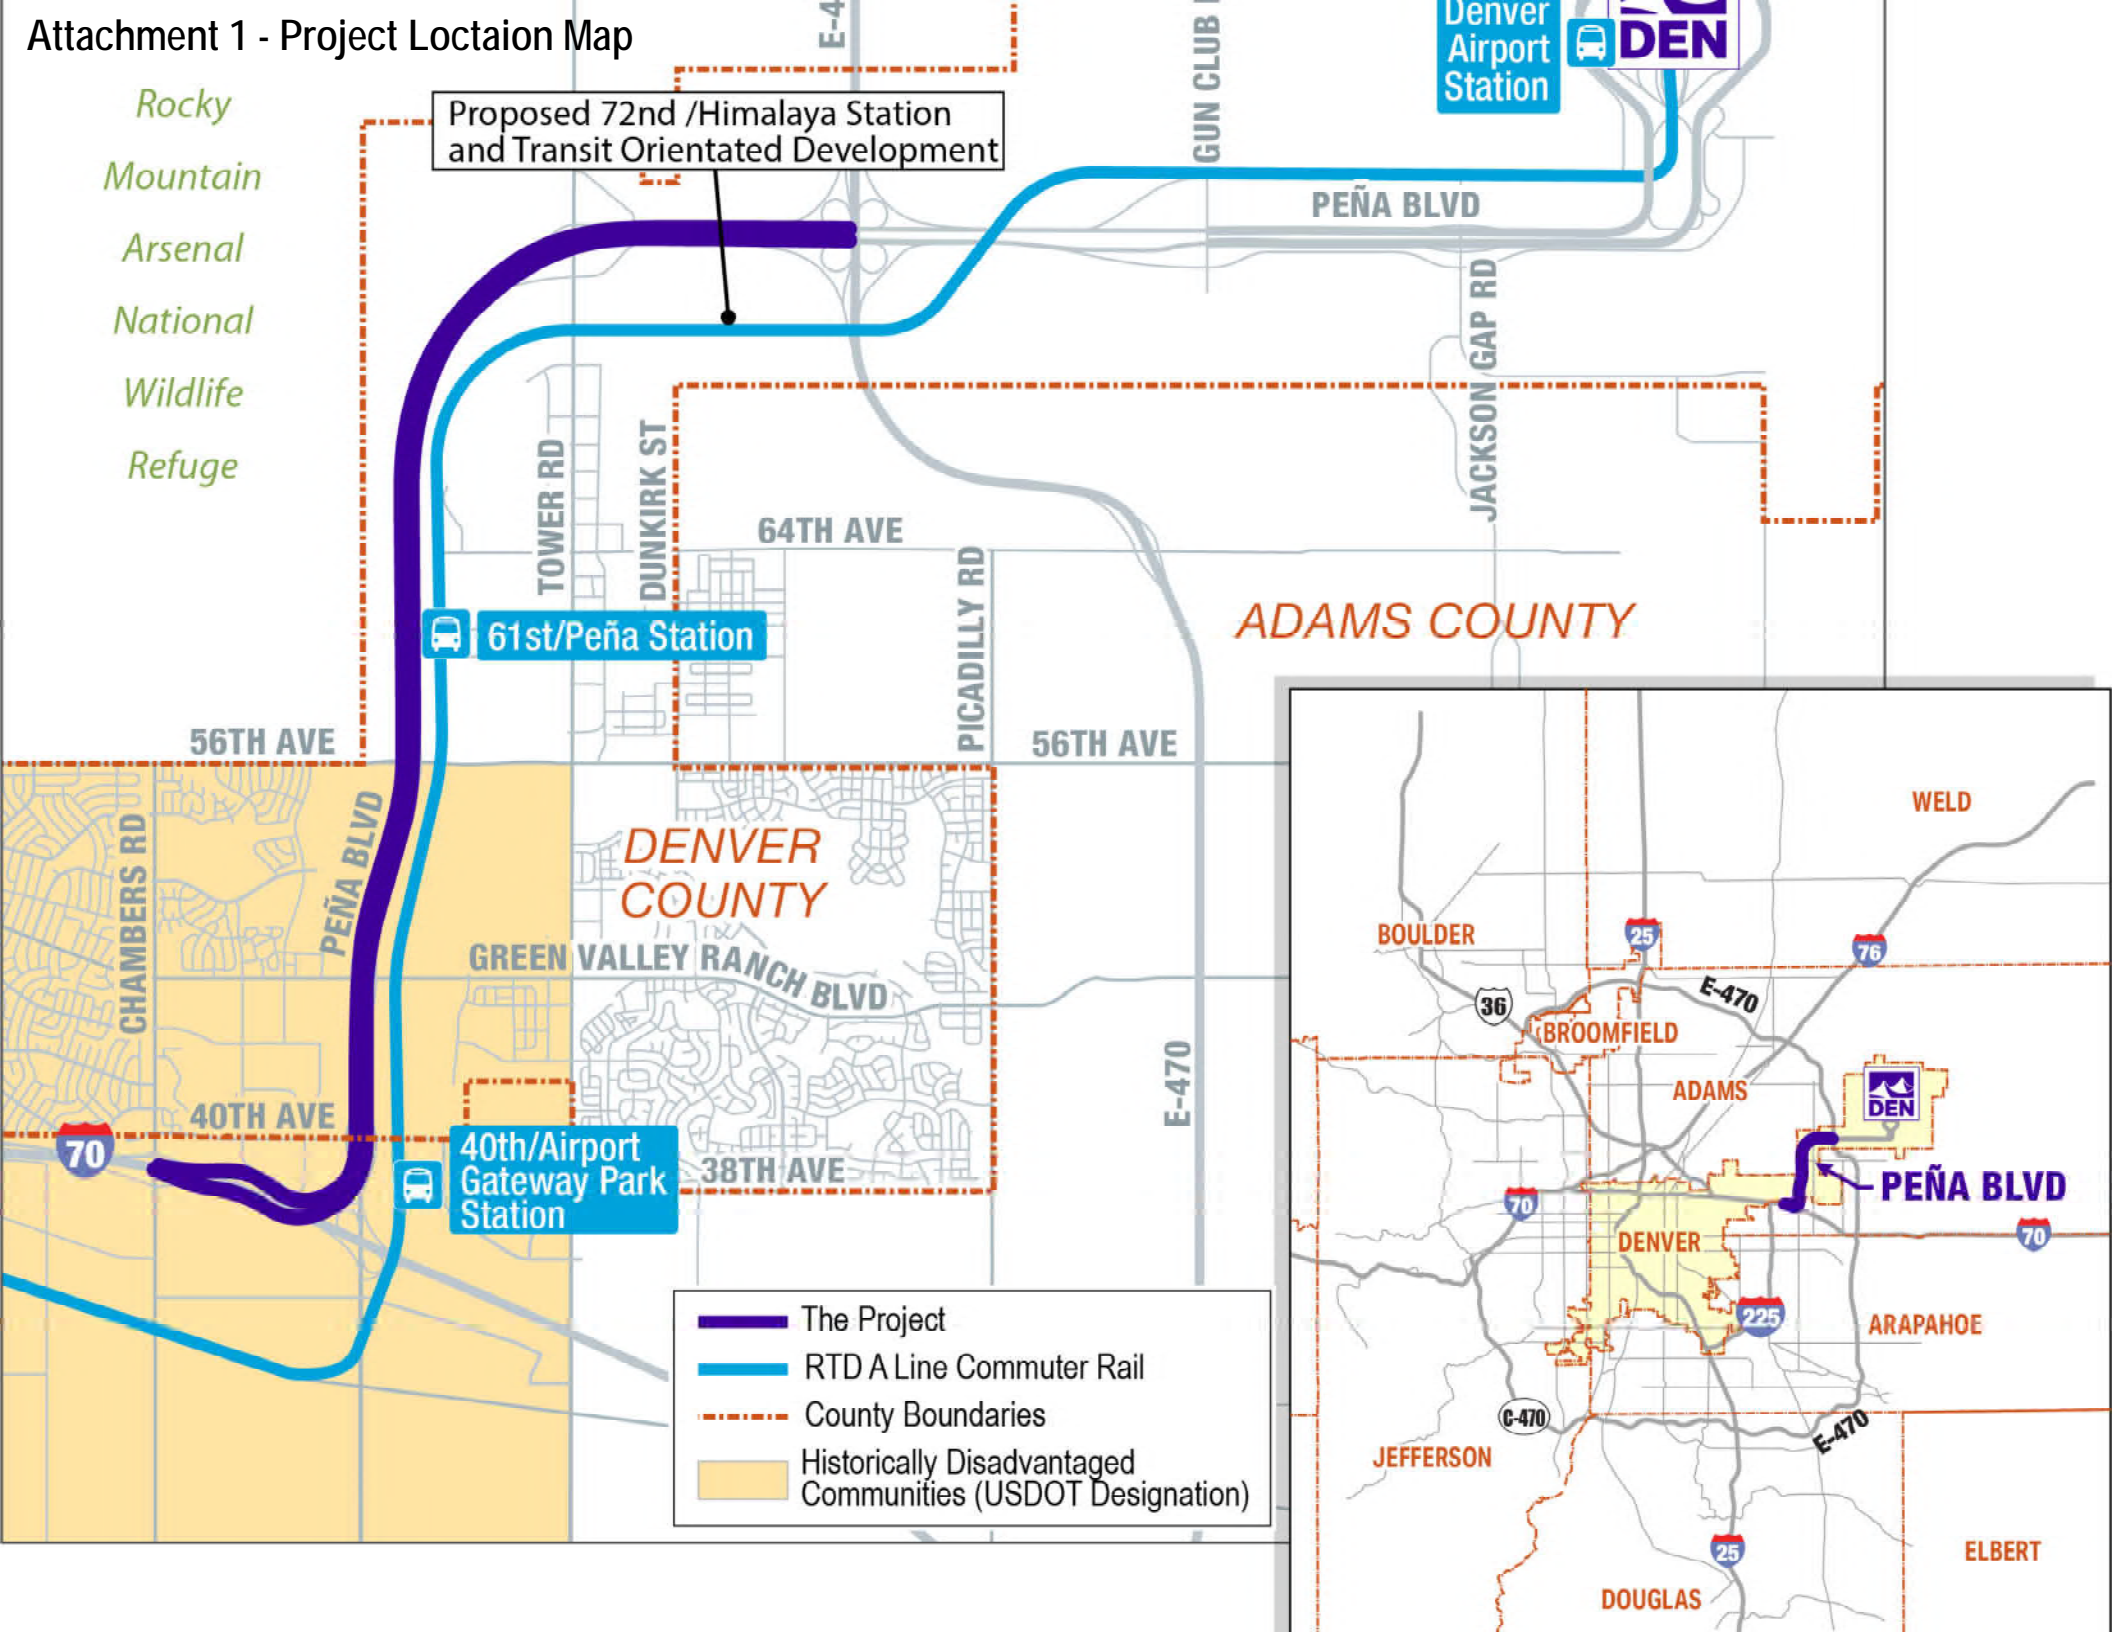 Attachment 1 - Project Loctaion Map
Rocky
Mountain
Arsenal
National
Wildlife
Refuge
Proposed 72nd /Himalaya Station
and Transit Orientated Development
E-4
GUN CLUB
Denver
Airport
Station
DEN
PEÑA BLVD
JACKSON GAP RD
TOWER RD
DUNKIRK ST
64TH AVE
PICADILLY RD
ADAMS COUNTY
61st/Peña Station
56TH AVE
56TH AVE
CHAMBERS RD
PEÑA BLVD
DENVER
COUNTY
GREEN VALLEY RANCH BLVD
E-470
40TH AVE
70
40th/Airport
Gateway Park
Station
38TH AVE
The Project
RTD A Line Commuter Rail
County Boundaries
Historically Disadvantaged
Communities (USDOT Designation)
WELD
BOULDER
25
76
E-470
36
BROOMFIELD
ADAMS
DEN
PEÑA BLVD
70
70
DENVER
225
ARAPAHOE
C-470
E-470
JEFFERSON
25
ELBERT
DOUGLAS